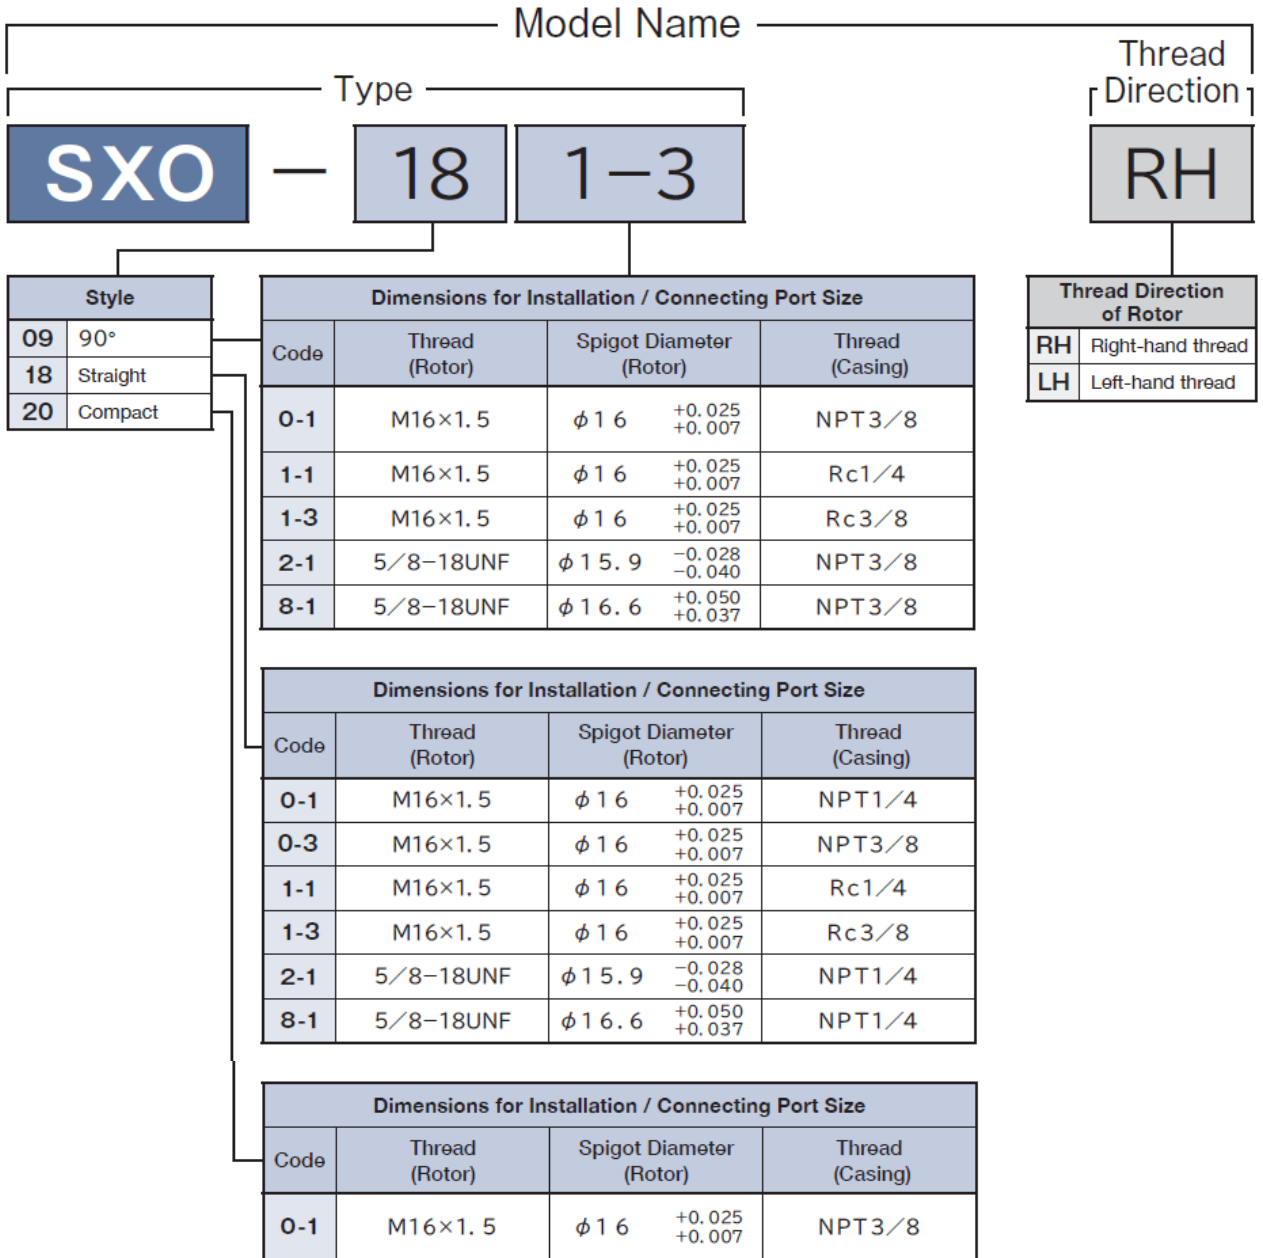 Model Name
Type
Thread
Direction
SXO - 18 1-3 RH
Style
09 90°
18 Straight
20 Compact
Dimensions for Installation / Connecting Port Size
Code Thread (Rotor) Spigot Diameter (Rotor) Thread (Casing)
0-1 M16×1.5 φ16 +0.025 +0.007 NPT3/8
1-1 M16×1.5 φ16 +0.025 +0.007 Rc1/4
1-3 M16×1.5 φ16 +0.025 +0.007 Rc3/8
2-1 5/8-18UNF φ15.9 -0.028 -0.040 NPT3/8
8-1 5/8-18UNF φ16.6 +0.050 +0.037 NPT3/8
Thread Direction
of Rotor
RH Right-hand thread
LH Left-hand thread
Dimensions for Installation / Connecting Port Size
Code Thread (Rotor) Spigot Diameter (Rotor) Thread (Casing)
0-1 M16×1.5 φ16 +0.025 +0.007 NPT1/4
0-3 M16×1.5 φ16 +0.025 +0.007 NPT3/8
1-1 M16×1.5 φ16 +0.025 +0.007 Rc1/4
1-3 M16×1.5 φ16 +0.025 +0.007 Rc3/8
2-1 5/8-18UNF φ15.9 -0.028 -0.040 NPT1/4
8-1 5/8-18UNF φ16.6 +0.050 +0.037 NPT1/4
Dimensions for Installation / Connecting Port Size
Code Thread (Rotor) Spigot Diameter (Rotor) Thread (Casing)
0-1 M16×1.5 φ16 +0.025 +0.007 NPT3/8